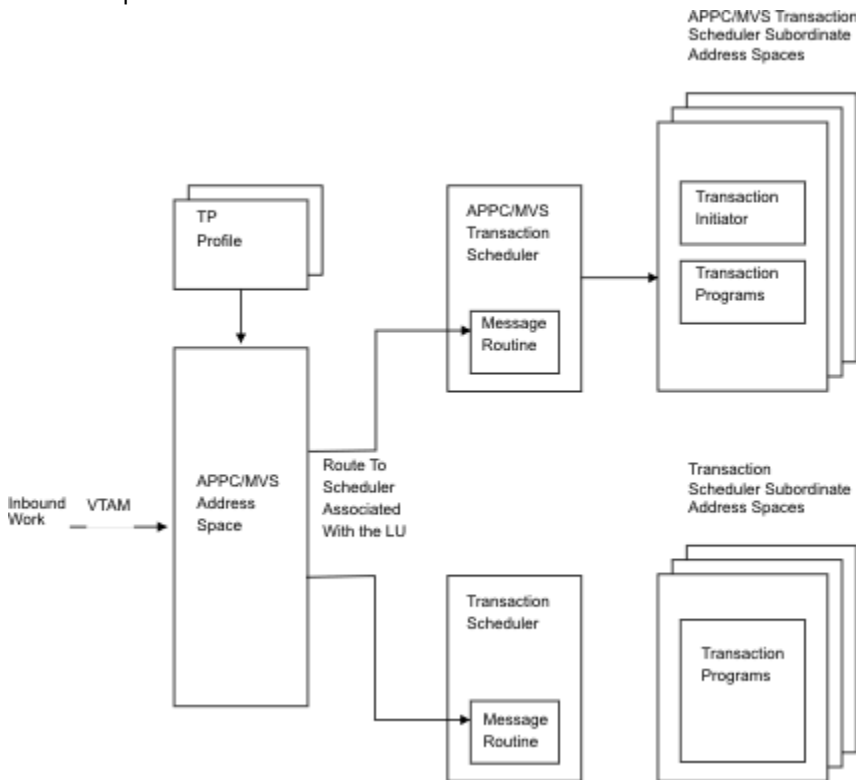 APPC/MVS Transaction
Scheduler Subordinate
Address Spaces
TP
Profile
APPC/MVS
Transaction
Scheduler
Message
Routine
Transaction
Initiator
Transaction
Programs
Inbound
Work
VTAM
APPC/MVS
Address
Space
Route To
Scheduler
Associated
With the LU
Transaction
Scheduler Subordinate
Address Spaces
Transaction
Scheduler
Message
Routine
Transaction
Programs